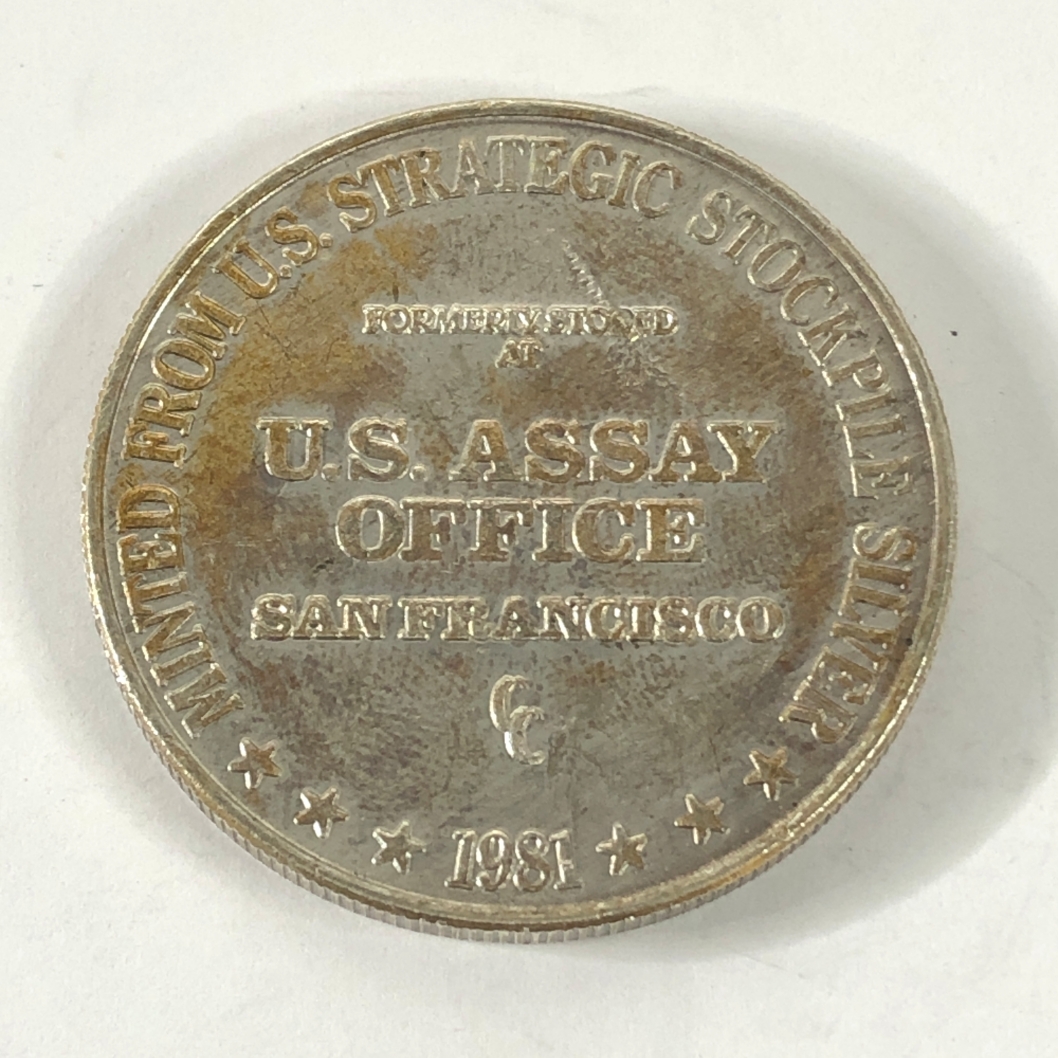 MINTED FROM U.S. STRATEGIC STOCKPILE SILVER
FORMERLY STORED
AT
U.S. ASSAY
OFFICE
SAN FRANCISCO
CC
1981